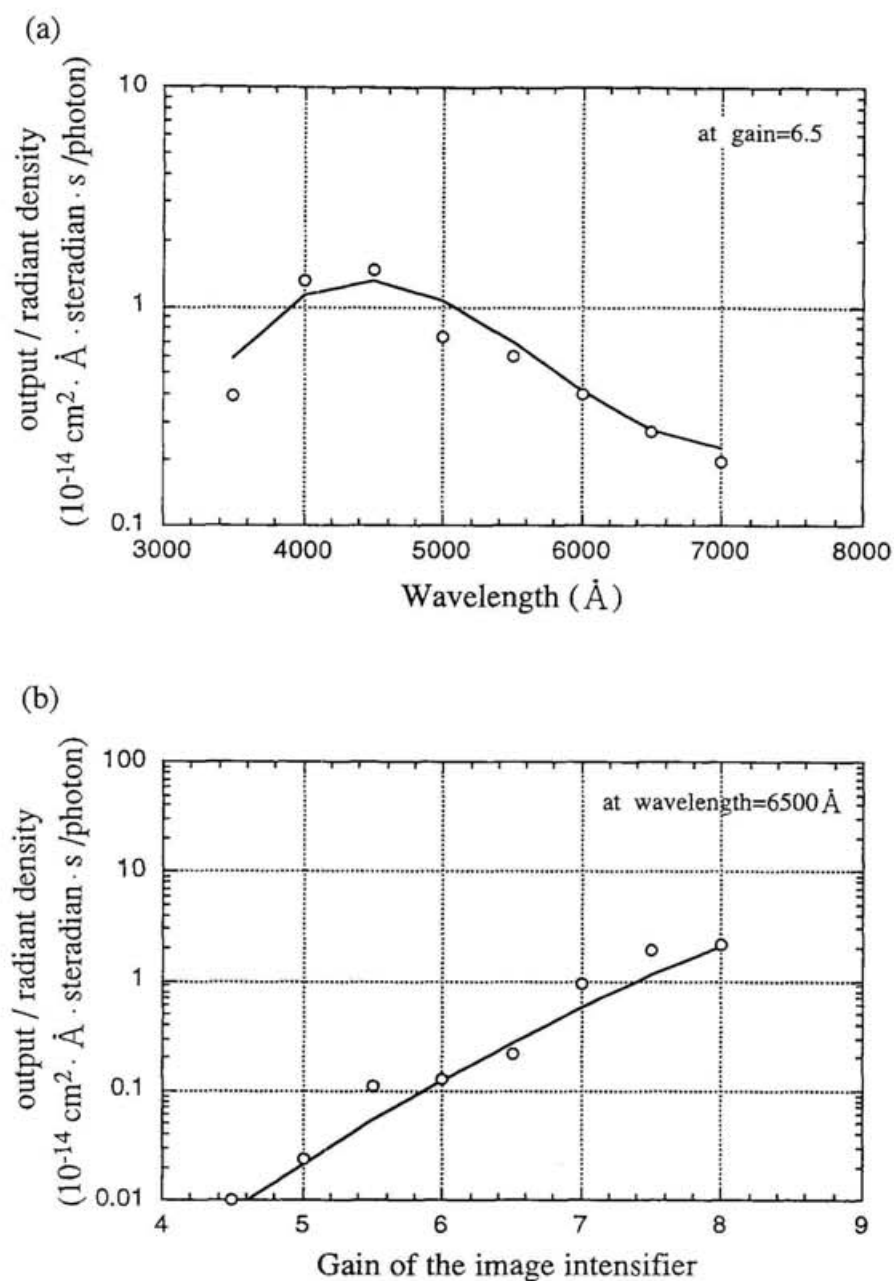 (a)
output / radiant density
(10⁻¹⁴ cm² · Å · steradian · s /photon)
10
1
0.1
at gain=6.5
3000 4000 5000 6000 7000 8000
Wavelength (Å)
(b)
output / radiant density
(10⁻¹⁴ cm² · Å · steradian · s /photon)
100
10
1
0.1
0.01
at wavelength=6500 Å
4 5 6 7 8 9
Gain of the image intensifier